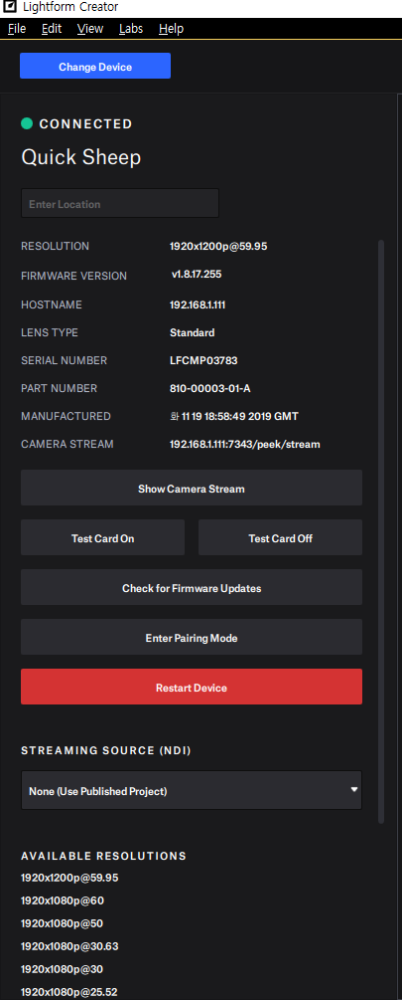 Lightform Creator
File Edit View Labs Help
Change Device
CONNECTED
Quick Sheep
Enter Location
RESOLUTION 1920x1200p@59.95
FIRMWARE VERSION v1.8.17.255
HOSTNAME 192.168.1.111
LENS TYPE Standard
SERIAL NUMBER LFCMP03783
PART NUMBER 810-00003-01-A
MANUFACTURED 화 11 19 18:58:49 2019 GMT
CAMERA STREAM 192.168.1.111:7343/peek/stream
Show Camera Stream
Test Card On Test Card Off
Check for Firmware Updates
Enter Pairing Mode
Restart Device
STREAMING SOURCE (NDI)
None (Use Published Project)
AVAILABLE RESOLUTIONS
1920x1200p@59.95
1920x1080p@60
1920x1080p@50
1920x1080p@30.63
1920x1080p@30
1920x1080p@25.52